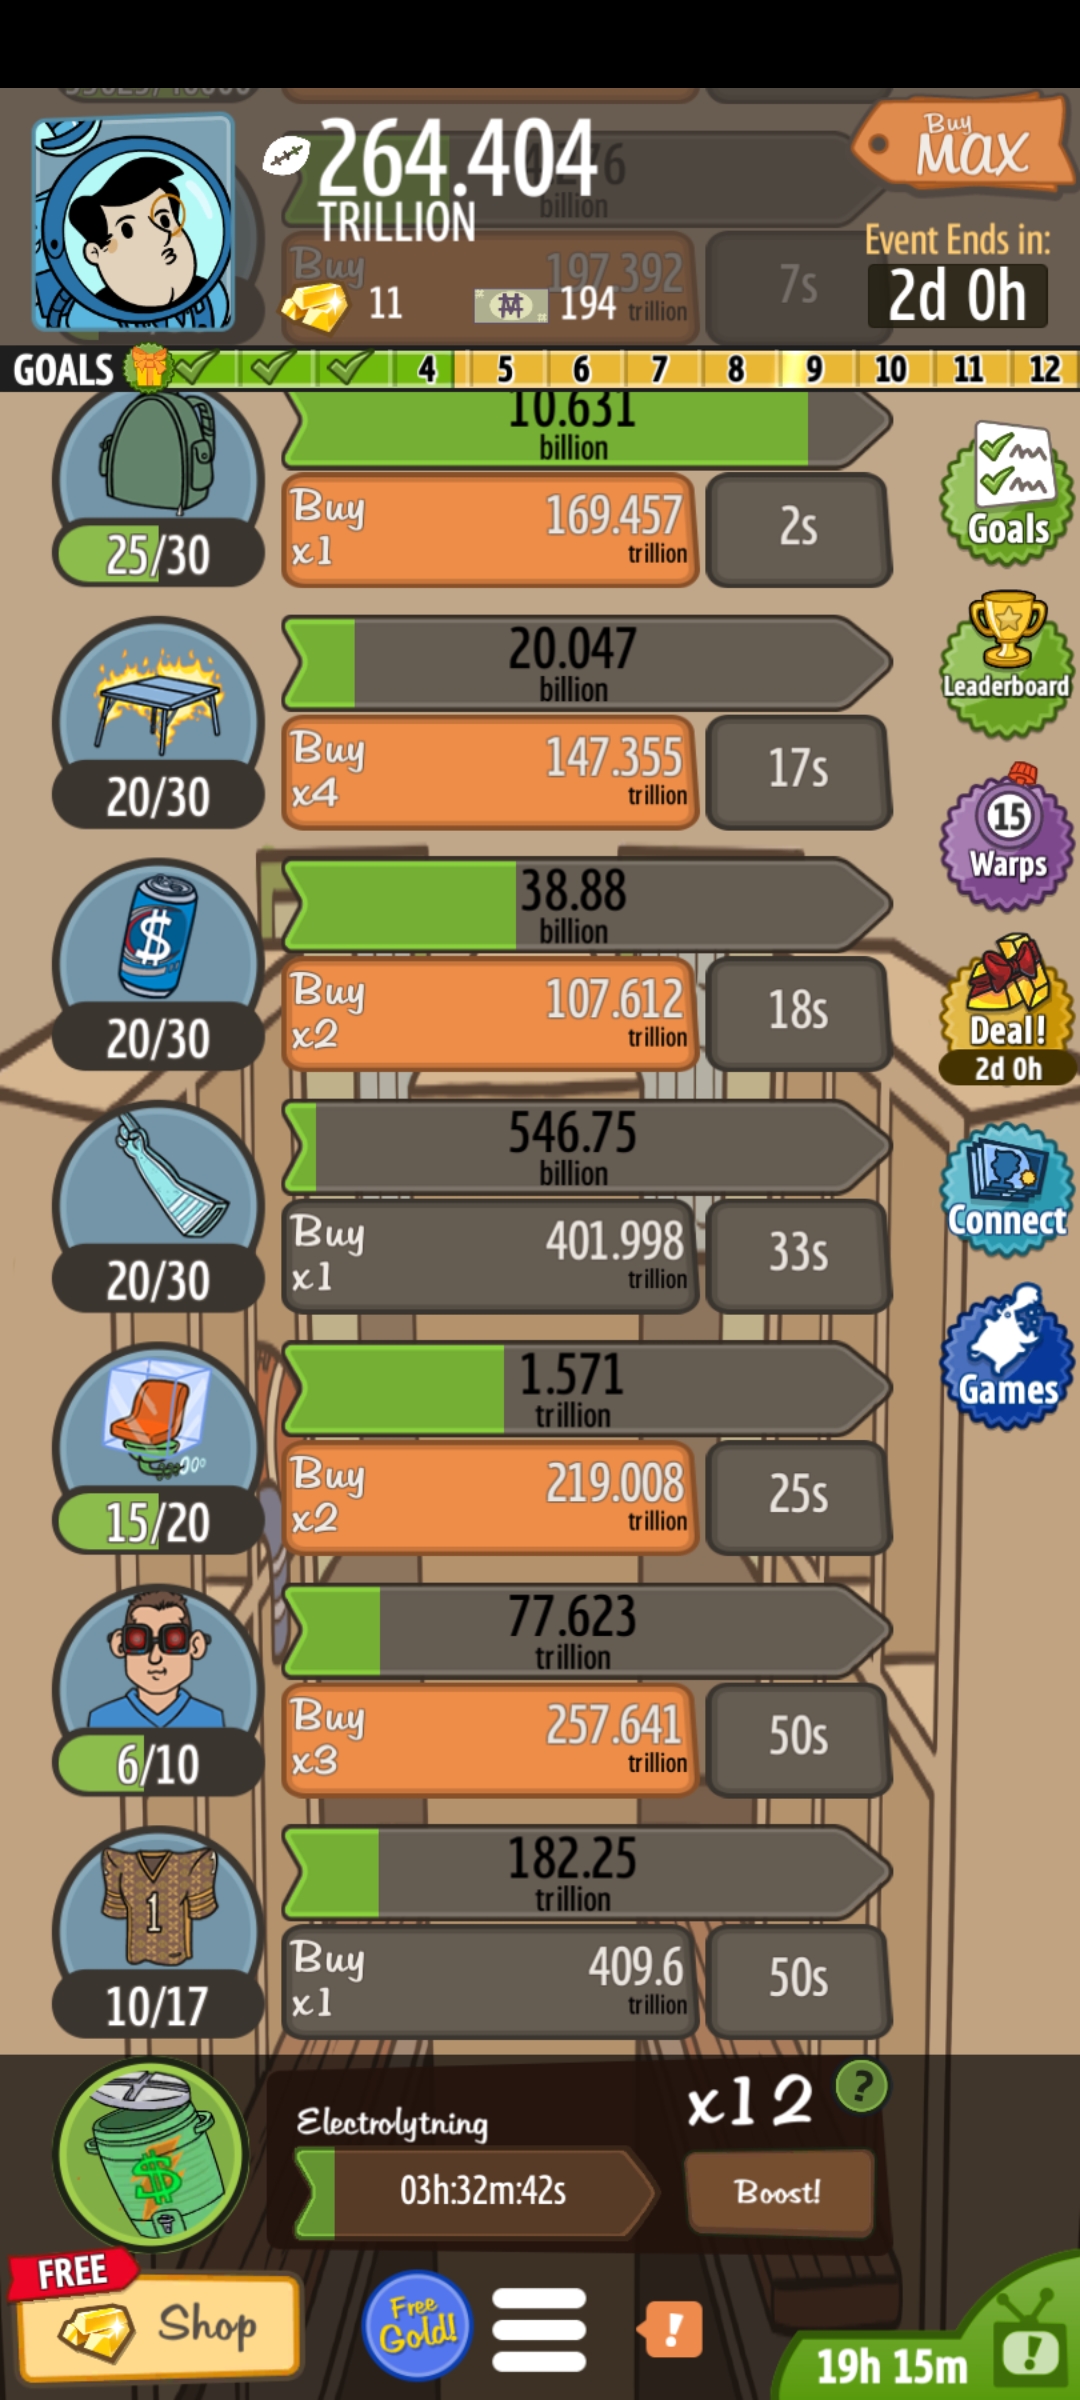 264.404
TRILLION
Buy
MAX
billion
Event Ends in:
2d 0h
Buy
197.392
trillion
7s
11
194
GOALS 4 5 6 7 8 9 10 11 12
10.631
billion
Buy
x1
169.457
trillion
2s
25/30
Goals
20.047
billion
Buy
x4
147.355
trillion
17s
20/30
Leaderboard
38.88
billion
Buy
x2
107.612
trillion
18s
20/30
15
Warps
Deal!
2d 0h
546.75
billion
Buy
x1
401.998
trillion
33s
20/30
Connect
1.571
trillion
Buy
x2
219.008
trillion
25s
15/20
Games
77.623
trillion
Buy
x3
257.641
trillion
50s
6/10
1
182.25
trillion
Buy
x1
409.6
trillion
50s
10/17
Electrolytning
x12
?
03h:32m:42s
Boost!
FREE
Shop
Free
Gold!
!
19h 15m
!